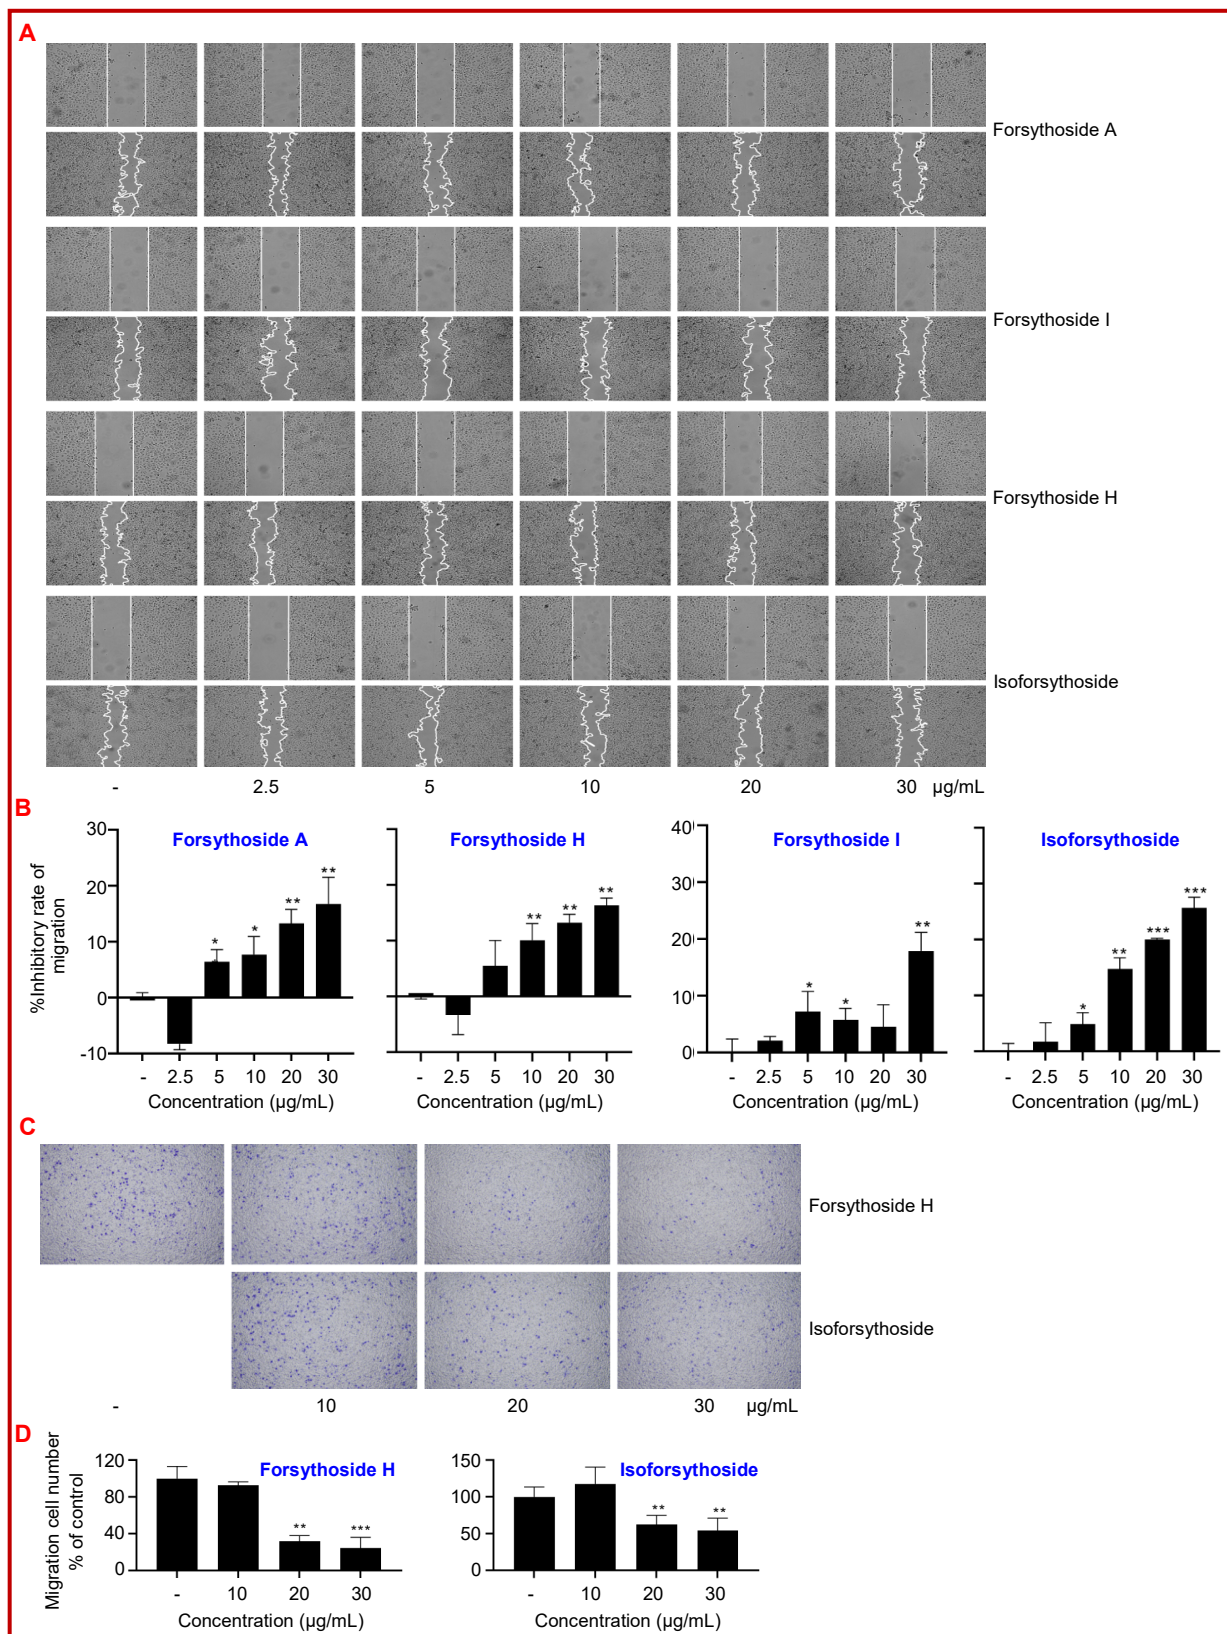 A
Forsythoside A
Forsythoside I
Forsythoside H
Isoforsythoside
- 2.5 5 10 20 30 µg/mL
B
%Inhibitory rate of
migration
Forsythoside A
30
20
10
0
-10
* * ** **
- 2.5 5 10 20 30
Concentration (µg/mL)
Forsythoside H
** ** **
- 2.5 5 10 20 30
Concentration (µg/mL)
Forsythoside I
40
30
20
10
0
* * **
- 2.5 5 10 20 30
Concentration (µg/mL)
Isoforsythoside
* ** *** ***
- 2.5 5 10 20 30
Concentration (µg/mL)
C
Forsythoside H
Isoforsythoside
- 10 20 30 µg/mL
D
Migration cell number
% of control
Forsythoside H
120
80
40
0
** ***
- 10 20 30
Concentration (µg/mL)
Isoforsythoside
150
100
50
0
** **
- 10 20 30
Concentration (µg/mL)